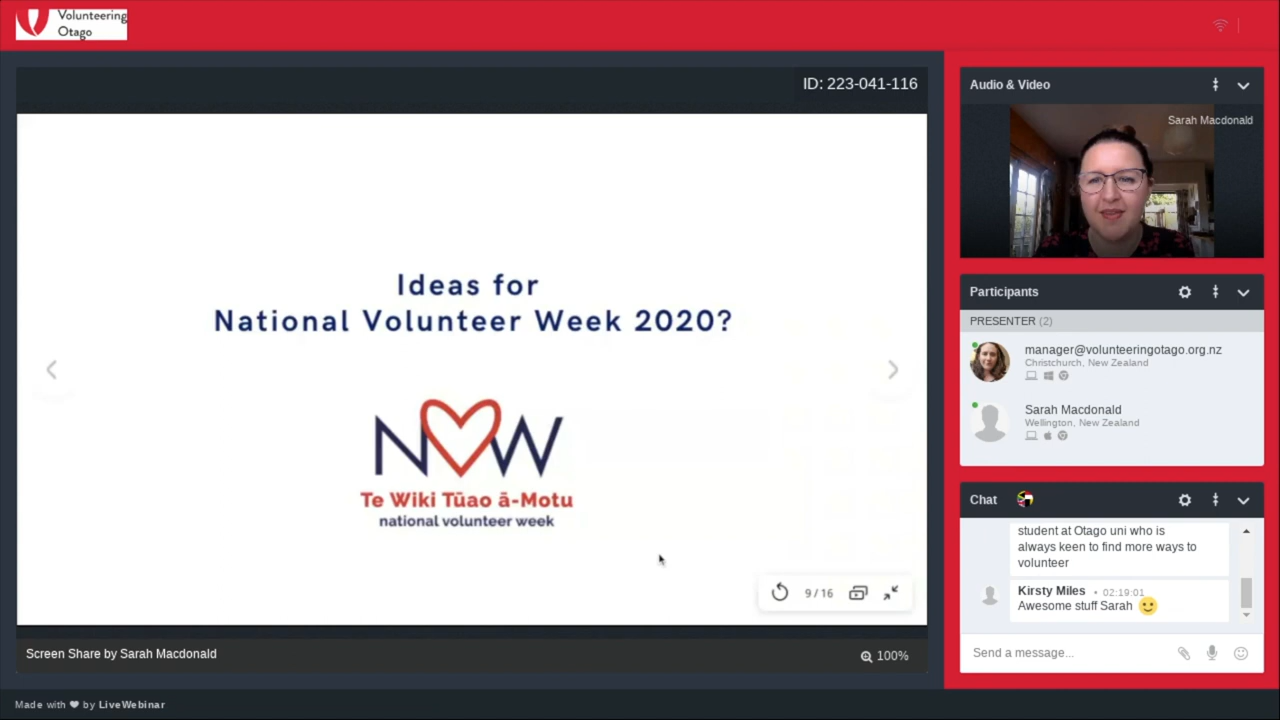 Volunteering
Otago
ID: 223-041-116
Ideas for
National Volunteer Week 2020?
NOW
Te Wiki Tūao ā-Motu
national volunteer week
9 / 16
Screen Share by Sarah Macdonald
100%
Audio & Video
Sarah Macdonald
Participants
PRESENTER (2)
manager@volunteeringotago.org.nz
Christchurch, New Zealand
Sarah Macdonald
Wellington, New Zealand
Chat
student at Otago uni who is
always keen to find more ways to
volunteer
Kirsty Miles • 02:19:01
Awesome stuff Sarah
Send a message...
Made with ❤ by LiveWebinar